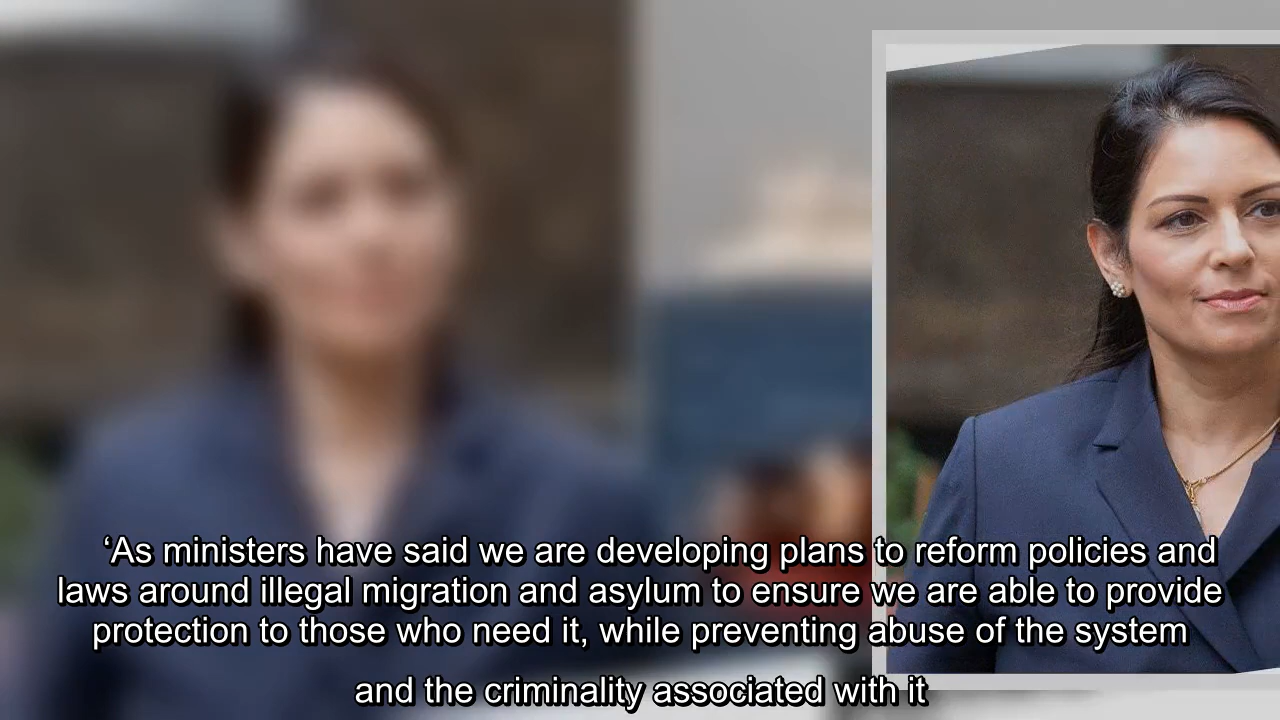 ‘As ministers have said we are developing plans to reform policies and
laws around illegal migration and asylum to ensure we are able to provide
protection to those who need it, while preventing abuse of the system
and the criminality associated with it